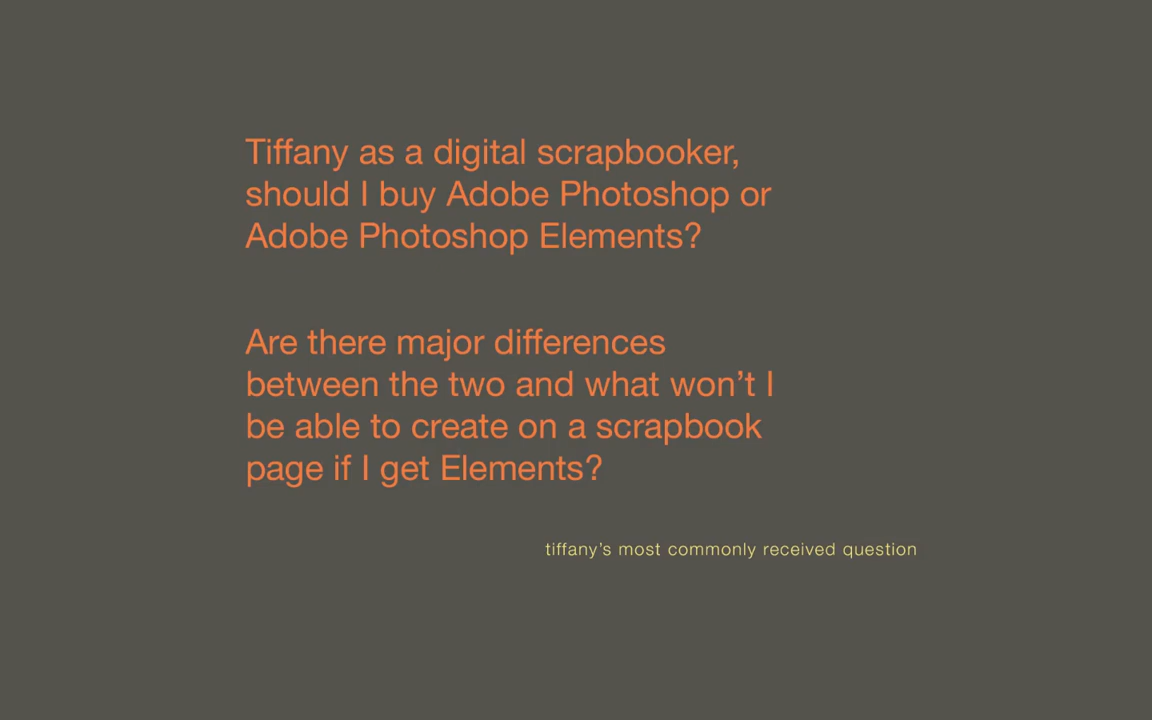 Tiffany as a digital scrapbooker,
should I buy Adobe Photoshop or
Adobe Photoshop Elements?
Are there major differences
between the two and what won’t I
be able to create on a scrapbook
page if I get Elements?
tiffany’s most commonly received question